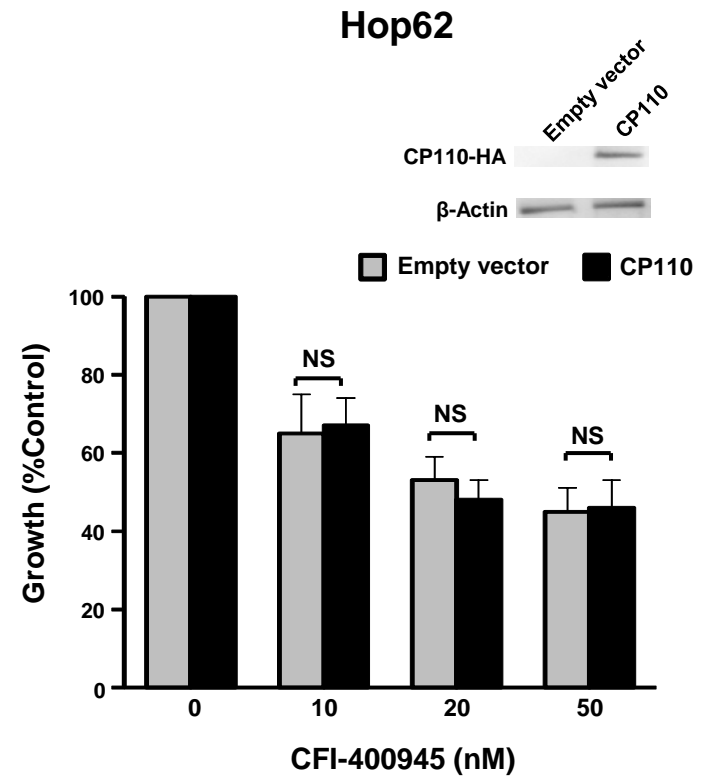 Hop62
Empty vector
CP110
CP110-HA
β-Actin
Empty vector
CP110
Growth (%Control)
100
80
60
40
20
0
NS
NS
NS
0
10
20
50
CFI-400945 (nM)